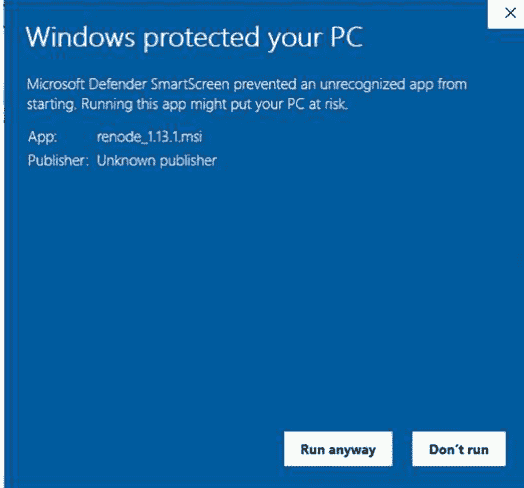 Windows protected your PC
Microsoft Defender SmartScreen prevented an unrecognized app from
starting. Running this app might put your PC at risk.
App: renode_1.13.1.msi
Publisher: Unknown publisher
Run anyway Don't run